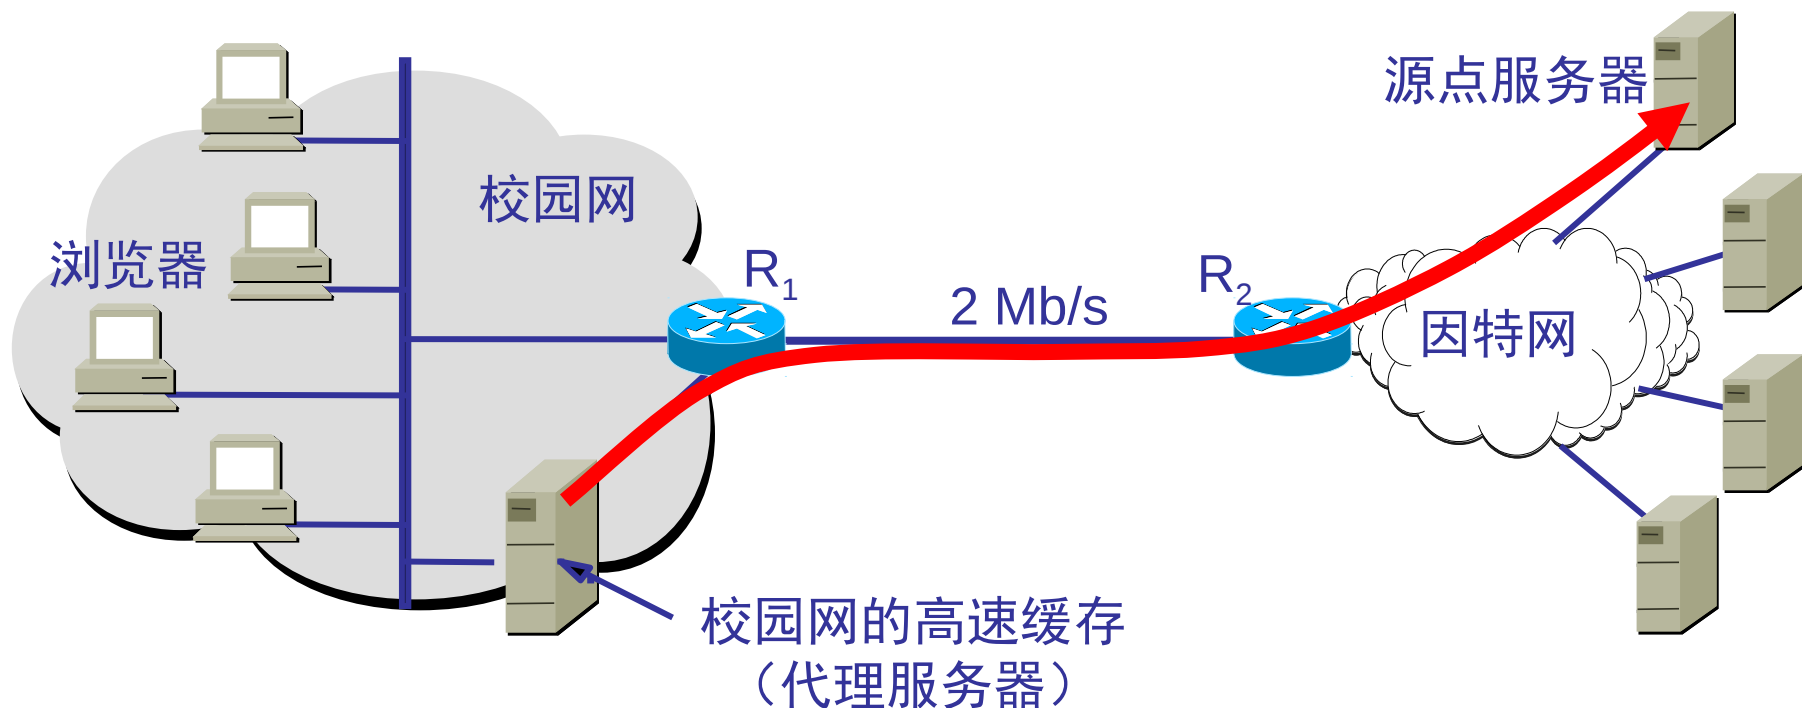 源点服务器
校园网
浏览器
R1
2 Mb/s
R2
因特网
校园网的高速缓存
（代理服务器）